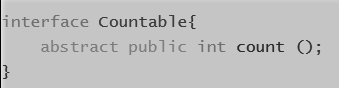 interface Countable{
    abstract public int count ();
}